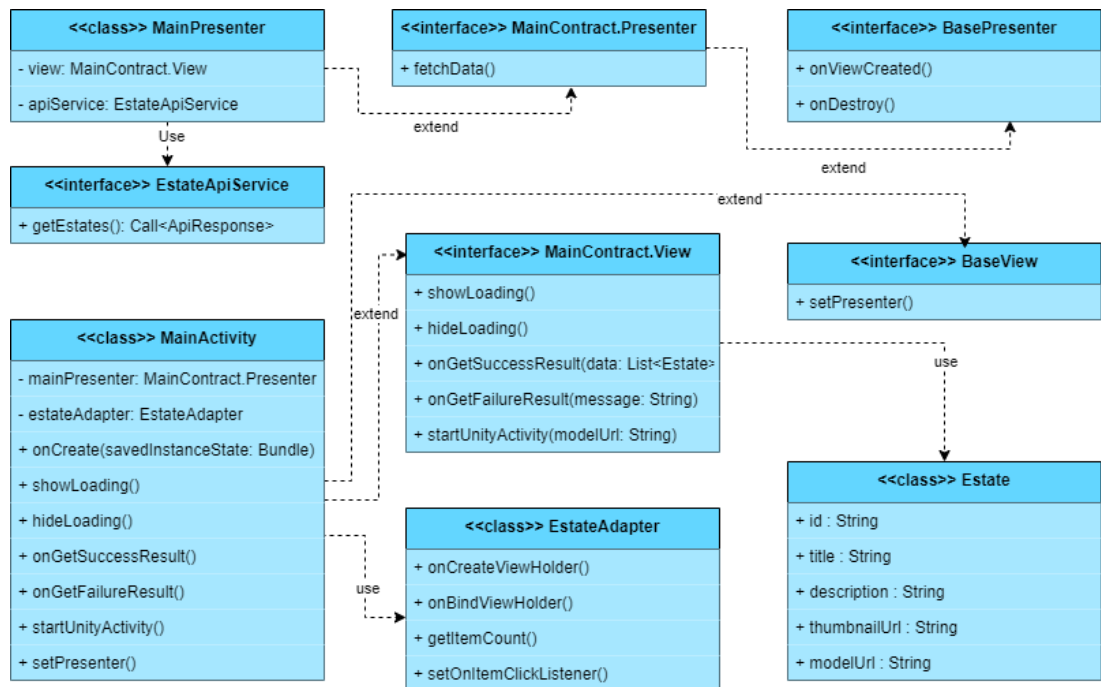 <<class>> MainPresenter
- view: MainContract.View
- apiService: EstateApiService
<<interface>> MainContract.Presenter
+ fetchData()
<<interface>> BasePresenter
+ onViewCreated()
+ onDestroy()
extend
Use
extend
<<interface>> EstateApiService
+ getEstates(): Call<ApiResponse>
extend
<<interface>> MainContract.View
+ showLoading()
+ hideLoading()
+ onGetSuccessResult(data: List<Estate>
+ onGetFailureResult(message: String)
+ startUnityActivity(modelUrl: String)
<<interface>> BaseView
+ setPresenter()
extend
use
<<class>> MainActivity
- mainPresenter: MainContract.Presenter
- estateAdapter: EstateAdapter
+ onCreate(savedInstanceState: Bundle)
+ showLoading()
+ hideLoading()
+ onGetSuccessResult()
+ onGetFailureResult()
+ startUnityActivity()
+ setPresenter()
use
<<class>> EstateAdapter
+ onCreateViewHolder()
+ onBindViewHolder()
+ getItemCount()
+ setOnItemClickListener()
<<class>> Estate
+ id : String
+ title : String
+ description : String
+ thumbnailUrl : String
+ modelUrl : String